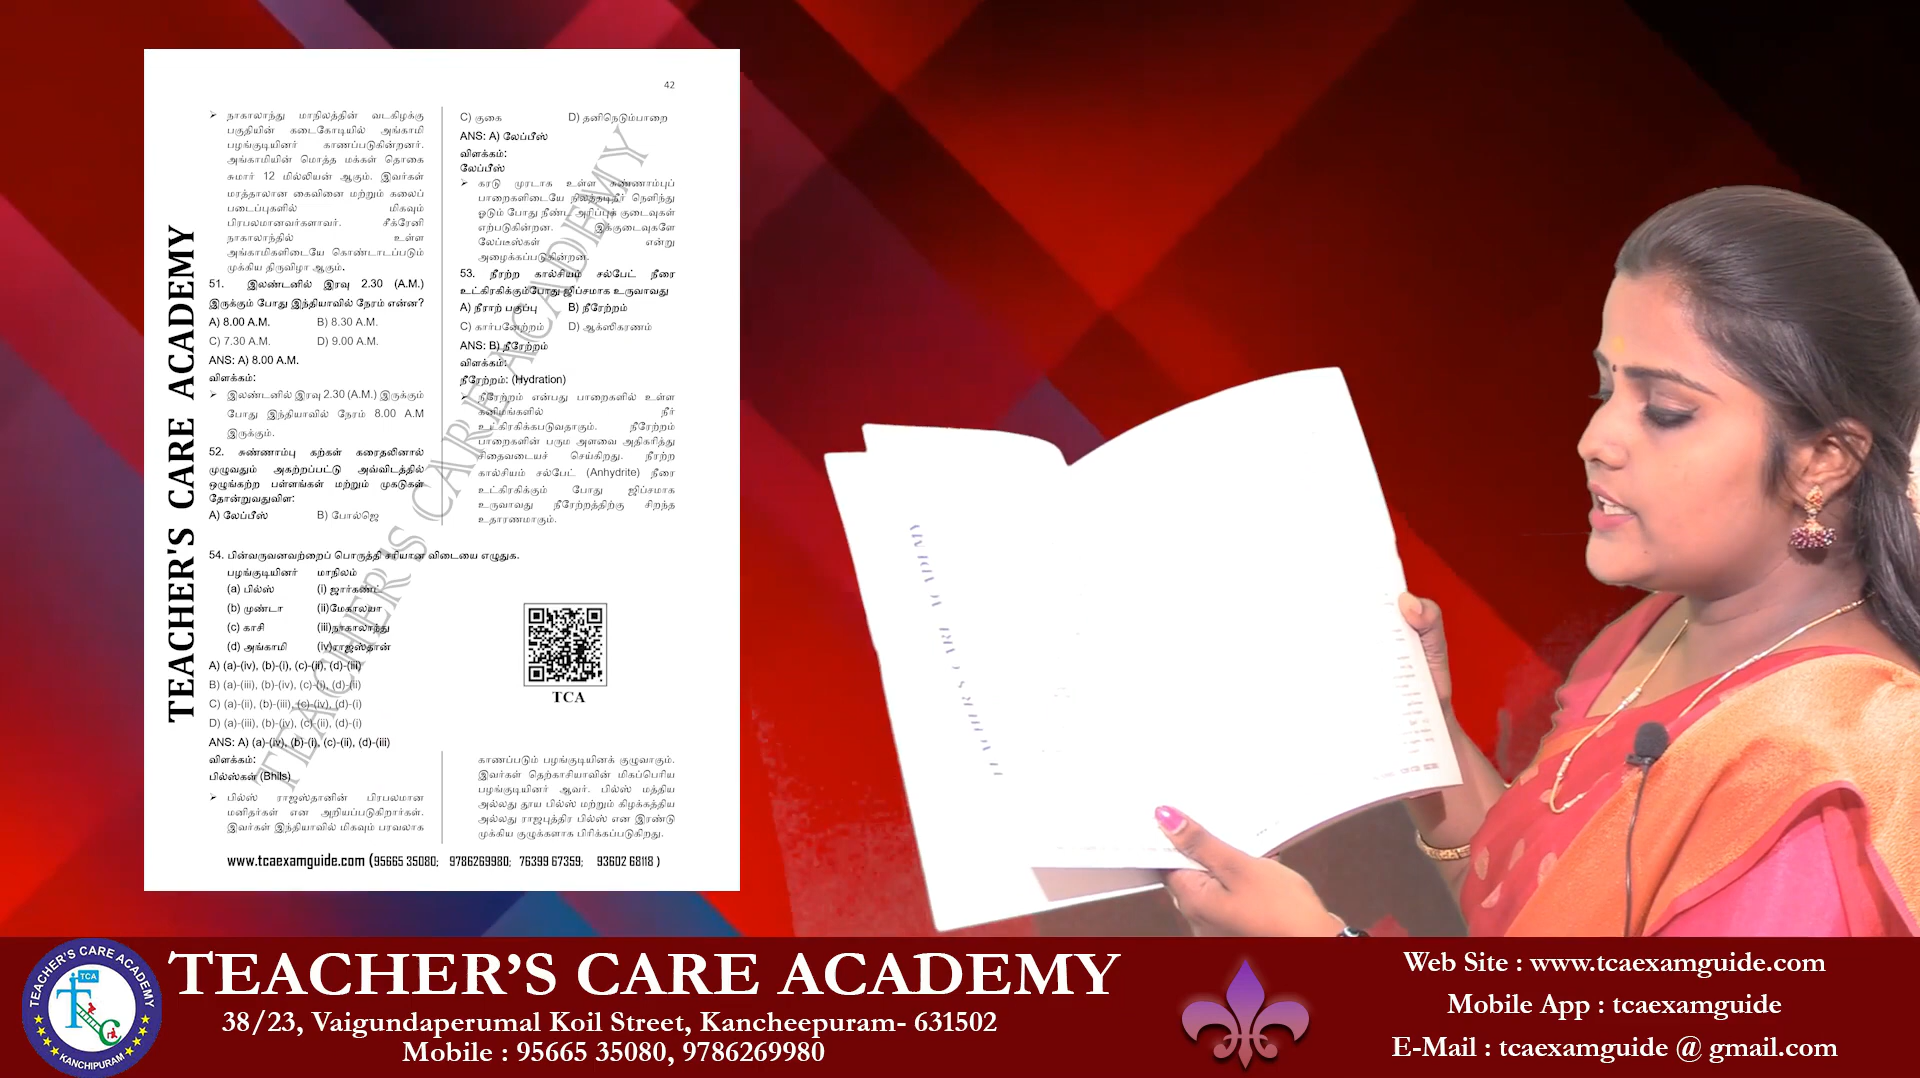 42
➢ நாகாலாந்து மாநிலத்தின் வடகிழக்கு
பகுதியின் கடைகோடியில் அங்காமி
பழங்குடியினர் காணப்படுகின்றனர்.
அங்காமியின் மொத்த மக்கள் தொகை
சுமார் 12 மில்லியன் ஆகும். இவர்கள்
மரத்தாலான கைவினை மற்றும் கலைப்
படைப்புகளில் மிகவும்
பிரபலமானவர்களாவர். சீக்ரேனி
நாகாலாந்தில் உள்ள
அங்காமிகளிடையே கொண்டாடப்படும்
முக்கிய திருவிழா ஆகும்.
51. இலண்டனில் இரவு 2.30 (A.M.)
இருக்கும் போது இந்தியாவில் நேரம் என்ன?
A) 8.00 A.M. B) 8.30 A.M.
C) 7.30 A.M. D) 9.00 A.M.
ANS: A) 8.00 A.M.
விளக்கம்:
➢ இலண்டனில் இரவு 2.30 (A.M.) இருக்கும்
போது இந்தியாவில் நேரம் 8.00 A.M
இருக்கும்.
52. சுண்ணாம்பு கற்கள் கரைதலினால்
முழுவதும் அகற்றப்பட்டு அவ்விடத்தில்
ஒழுங்கற்ற பள்ளங்கள் மற்றும் முகடுகள்
தோன்றுவதுவிள:
A) லேப்பீஸ் B) போல்ஜெ
C) குகை D) தனிநெடும்பாறை
ANS: A) லேப்பீஸ்
விளக்கம்:
லேப்பீஸ்
➢ கரடு முரடாக உள்ள சுண்ணாம்புப்
பாறைகளிடையே நிலத்தடிநீர் நெளிந்து
ஓடும் போது நீண்ட அரிப்புக் குடைவுகள்
ஏற்படுகின்றன. இக்குடைவுகளே
லேப்பீஸ்கள் என்று
அழைக்கப்படுகின்றன.
53. நீரற்ற கால்சியம் சல்பேட் நீரை
உட்கிரகிக்கும்போது ஜிப்சமாக உருவாவது
A) நீராற் பகுப்பு B) நீரேற்றம்
C) கார்பனேற்றம் D) ஆக்ஸிகரணம்
ANS: B) நீரேற்றம்
விளக்கம்:
நீரேற்றம்: (Hydration)
➢ நீரேற்றம் என்பது பாறைகளில் உள்ள
கனிமங்களில் நீர்
உட்கிரகிக்கபடுவதாகும். நீரேற்றம்
பாறைகளின் பரும அளவை அதிகரித்து
சிதைவடையச் செய்கிறது. நீரற்ற
கால்சியம் சல்பேட் (Anhydrite) நீரை
உட்கிரகிக்கும் போது ஜிப்சமாக
உருவாவது நீரேற்றத்திற்கு சிறந்த
உதாரணமாகும்.
54. பின்வருவனவற்றைப் பொருத்தி சரியான விடையை எழுதுக.
பழங்குடியினர் மாநிலம்
(a) பில்ஸ் (i) ஜார்கண்ட்
(b) முண்டா (ii)மேகாலயா
(c) காசி (iii)நாகாலாந்து
(d) அங்காமி (iv)ராஜஸ்தான்
A) (a)-(iv), (b)-(i), (c)-(ii), (d)-(iii)
B) (a)-(iii), (b)-(iv), (c)-(i), (d)-(ii)
C) (a)-(ii), (b)-(iii), (c)-(iv), (d)-(i)
D) (a)-(iii), (b)-(iv), (c)-(ii), (d)-(i)
ANS: A) (a)-(iv), (b)-(i), (c)-(ii), (d)-(iii)
விளக்கம்:
பில்ஸ்கள் (Bhils)
➢ பில்ஸ் ராஜஸ்தானின் பிரபலமான
மனிதர்கள் என அறியப்படுகிறார்கள்.
இவர்கள் இந்தியாவில் மிகவும் பரவலாக
காணப்படும் பழங்குடியினக் குழுவாகும்.
இவர்கள் தெற்காசியாவின் மிகப்பெரிய
பழங்குடியினர் ஆவர். பில்ஸ் மத்திய
அல்லது தூய பில்ஸ் மற்றும் கிழக்கத்திய
அல்லது ராஜபுத்திர பில்ஸ் என இரண்டு
முக்கிய குழுக்களாக பிரிக்கப்படுகிறது.
TCA
www.tcaexamguide.com (95665 35080; 9786269980; 76399 67359; 93602 68118 )
TEACHER'S CARE ACADEMY
TEACHER'S CARE ACADEMY
TEACHER'S CARE ACADEMY
TCA
KANCHIPURAM
TEACHER'S CARE ACADEMY
38/23, Vaigundaperumal Koil Street, Kancheepuram- 631502
Mobile : 95665 35080, 9786269980
Web Site : www.tcaexamguide.com
Mobile App : tcaexamguide
E-Mail : tcaexamguide @ gmail.com